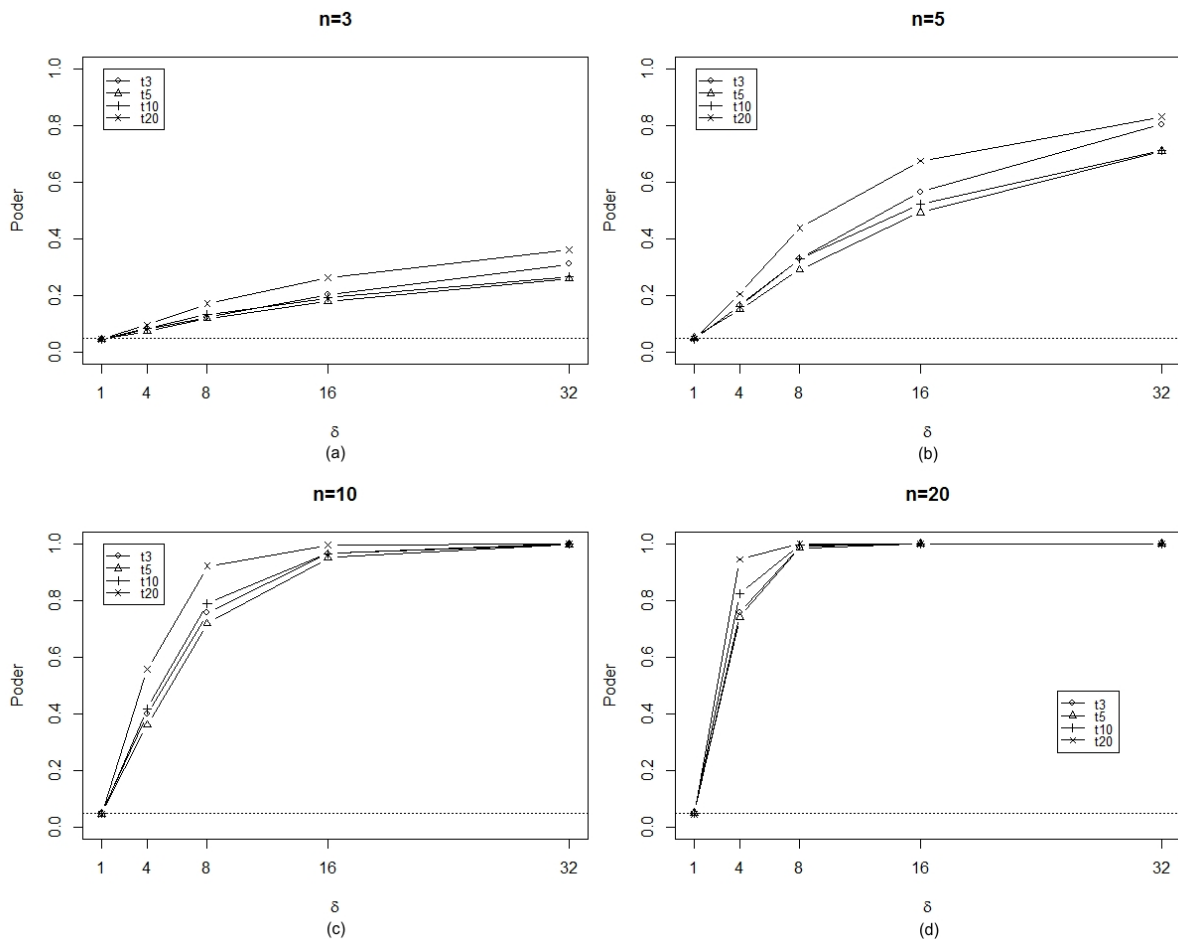 n=3
1.0
0.8
0.6
0.4
0.2
0.0
Poder
t3
t5
t10
t20
1 4 8 16 32
δ
(a)
n=5
1.0
0.8
0.6
0.4
0.2
0.0
Poder
t3
t5
t10
t20
1 4 8 16 32
δ
(b)
n=10
1.0
0.8
0.6
0.4
0.2
0.0
Poder
t3
t5
t10
t20
1 4 8 16 32
δ
(c)
n=20
1.0
0.8
0.6
0.4
0.2
0.0
Poder
t3
t5
t10
t20
1 4 8 16 32
δ
(d)